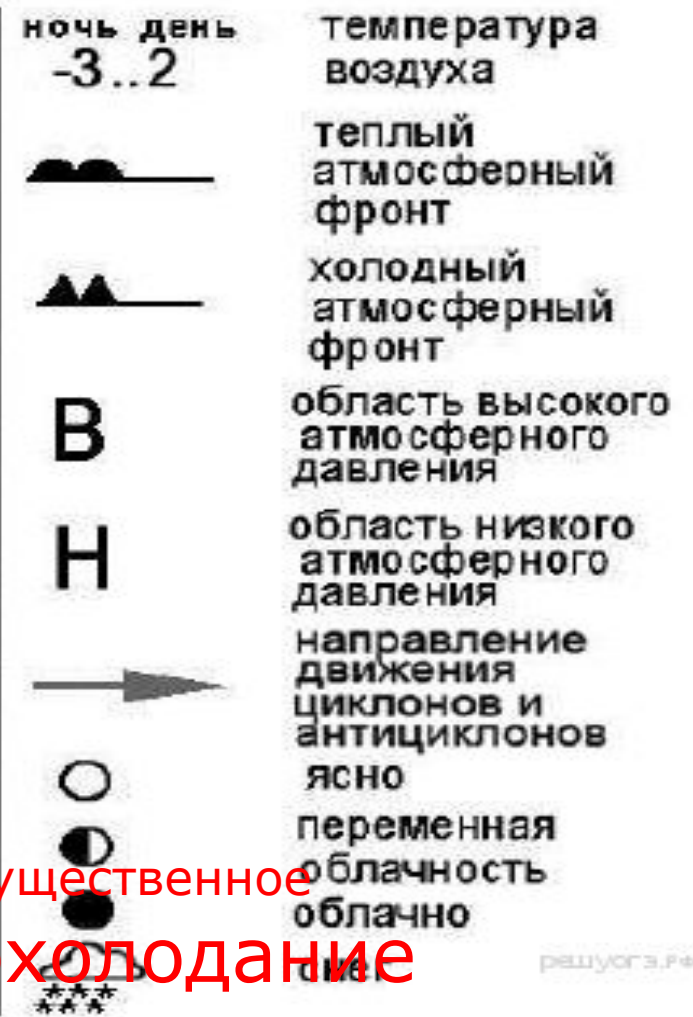 ночь день
-3..2
температура
воздуха
теплый
атмосферный
фронт
холодный
атмосферный
фронт
В
область высокого
атмосферного
давления
Н
область низкого
атмосферного
давления
направление
движения
циклонов и
антициклонов
ясно
переменная
облачность
ущественное
облачно
холодание
снег
решуогэ.рф